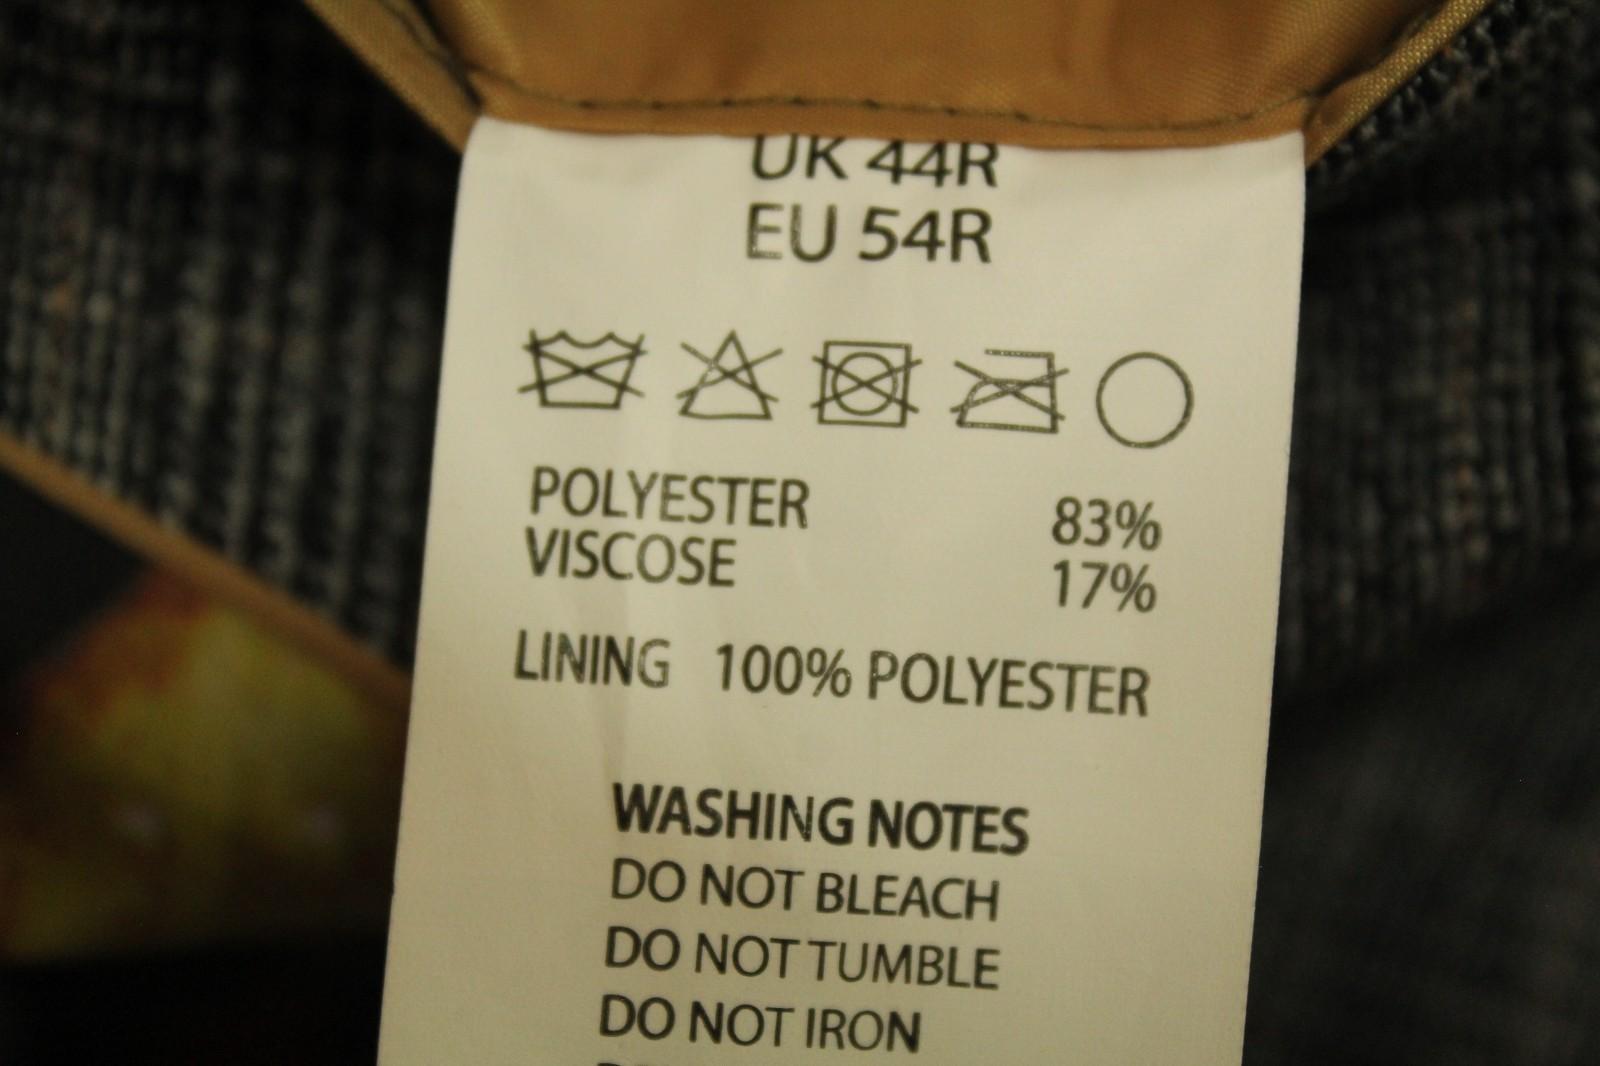 UK 44R
EU 54R
POLYESTER 83%
VISCOSE 17%
LINING 100% POLYESTER
WASHING NOTES
DO NOT BLEACH
DO NOT TUMBLE
DO NOT IRON